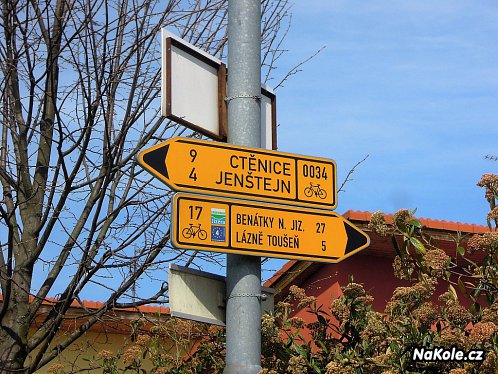 9 CTĚNICE 0034
4 JENŠTEJN
17 BENÁTKY N. JIZ. 27
LÁZNĚ TOUŠEŇ 5
NaKole.cz